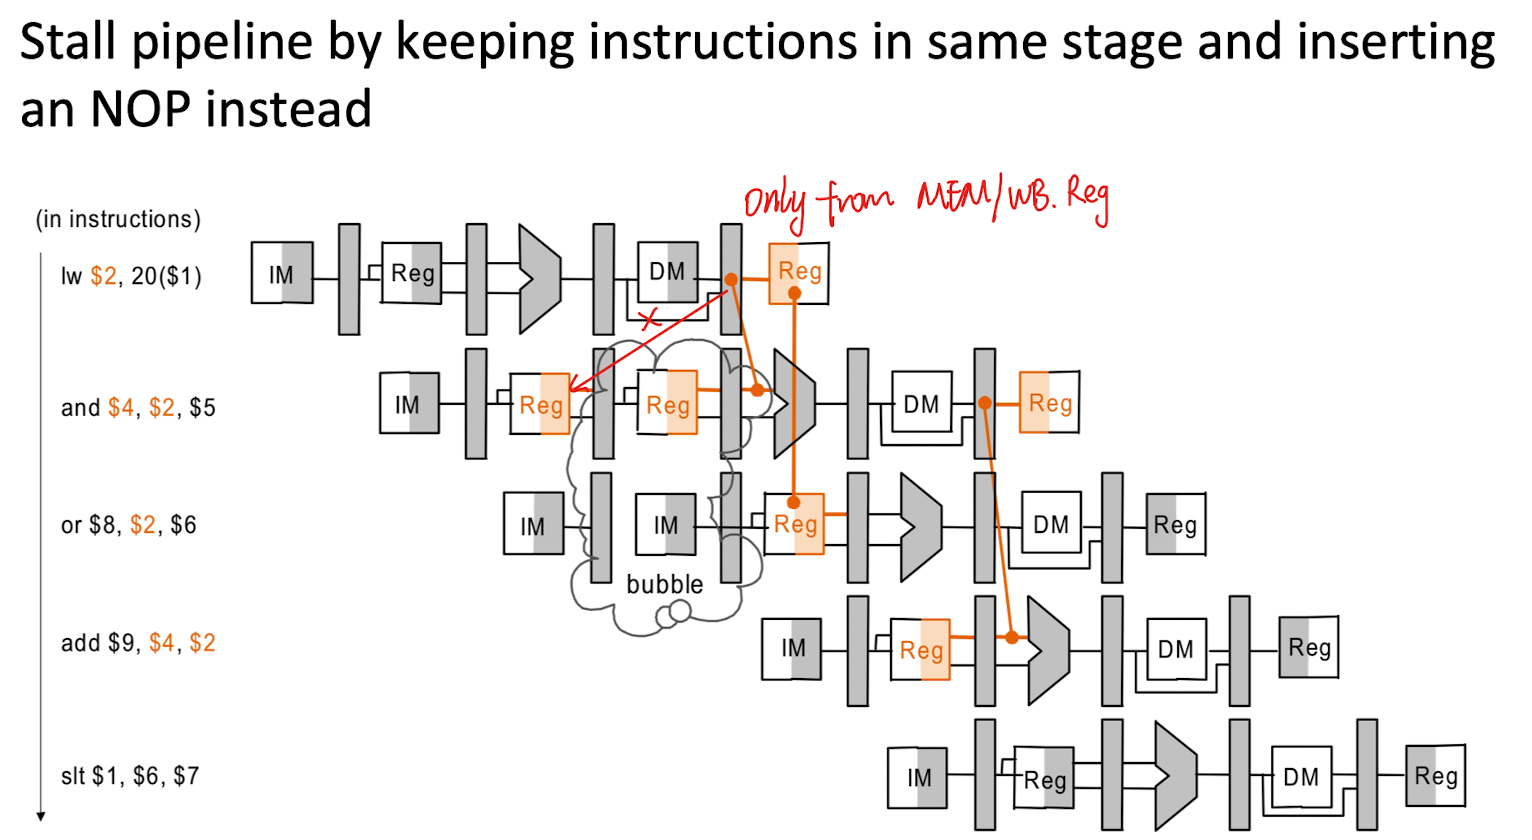 Stall pipeline by keeping instructions in same stage and inserting
an NOP instead
Only from MEM/WB. Reg
(in instructions)
lw $2, 20($1)
IM
Reg
DM
Reg
and $4, $2, $5
IM
Reg
Reg
DM
Reg
or $8, $2, $6
IM
IM
Reg
DM
Reg
bubble
add $9, $4, $2
IM
Reg
DM
Reg
slt $1, $6, $7
IM
Reg
DM
Reg